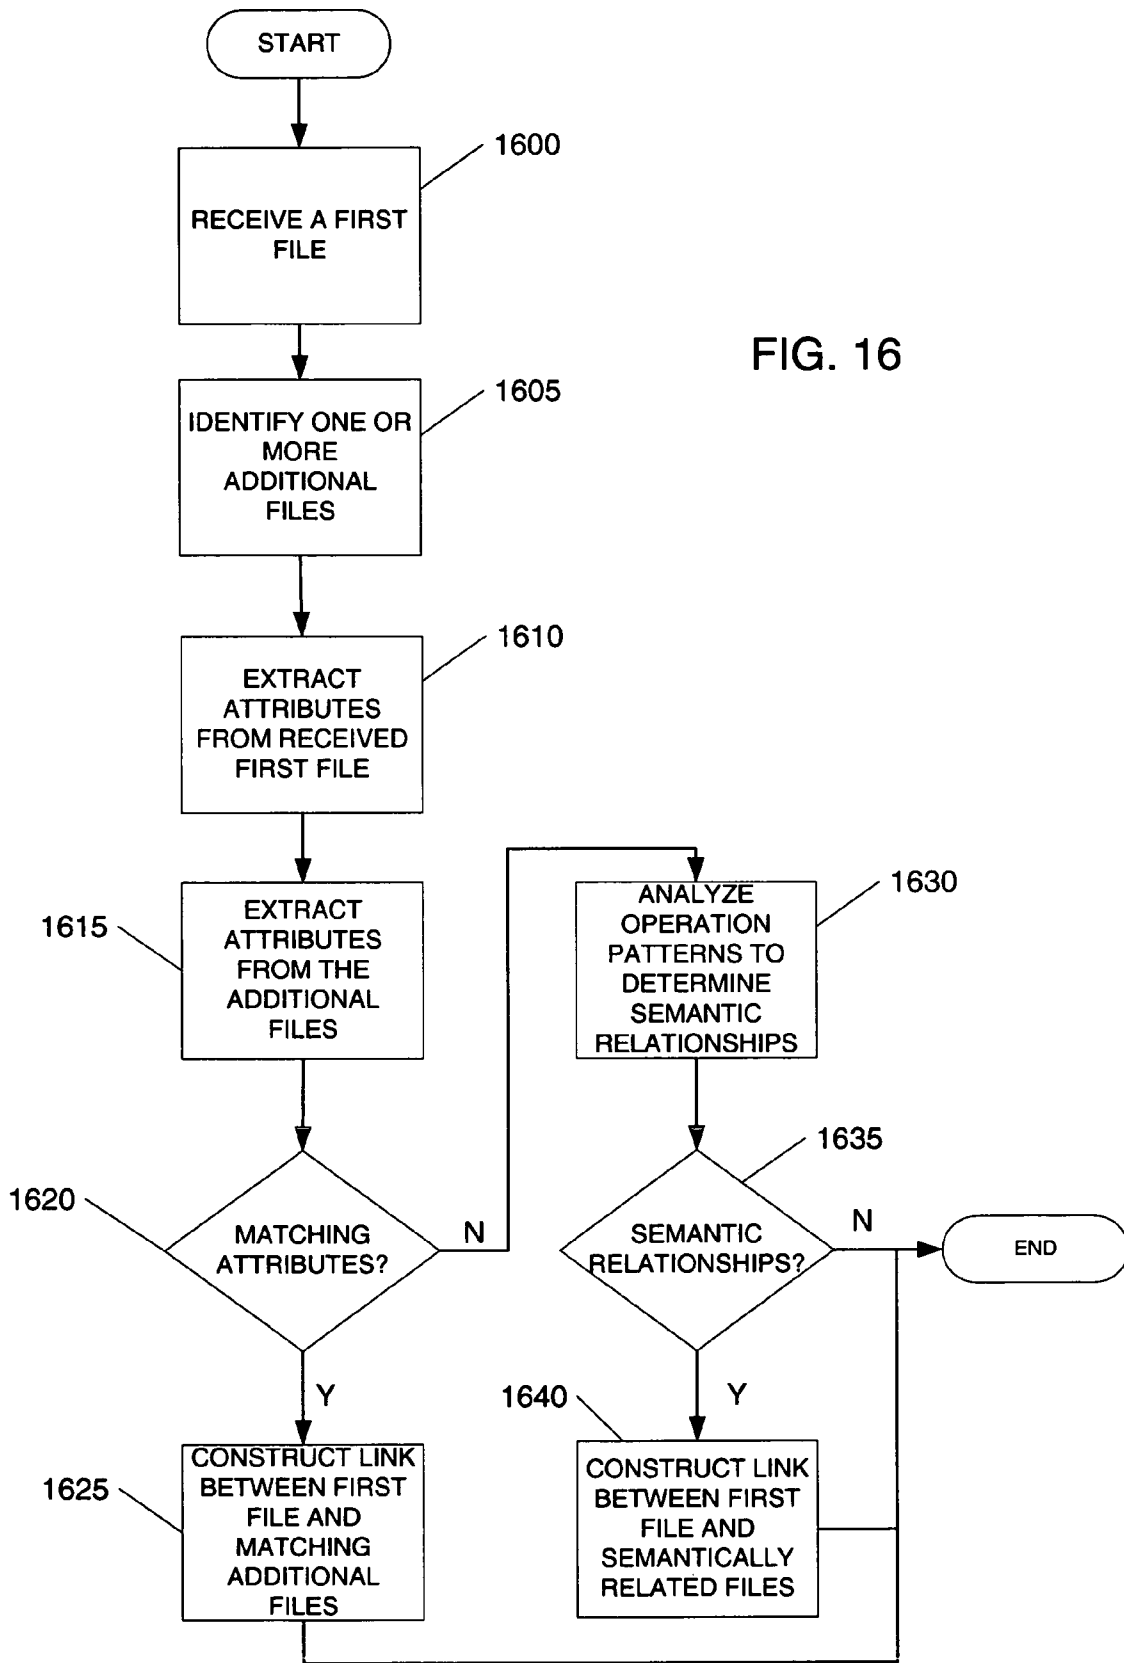 START
1600
RECEIVE A FIRST
FILE
FIG. 16
1605
IDENTIFY ONE OR
MORE
ADDITIONAL
FILES
1610
EXTRACT
ATTRIBUTES
FROM RECEIVED
FIRST FILE
1615
EXTRACT
ATTRIBUTES
FROM THE
ADDITIONAL
FILES
1620
MATCHING
ATTRIBUTES?
N
Y
1625
CONSTRUCT LINK
BETWEEN FIRST
FILE AND
MATCHING
ADDITIONAL
FILES
1630
ANALYZE
OPERATION
PATTERNS TO
DETERMINE
SEMANTIC
RELATIONSHIPS
1635
SEMANTIC
RELATIONSHIPS?
N
END
Y
1640
CONSTRUCT LINK
BETWEEN FIRST
FILE AND
SEMANTICALLY
RELATED FILES